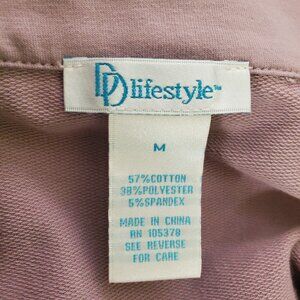 DD lifestyle™
M
57%COTTON
38%POLYESTER
5%SPANDEX
MADE IN CHINA
RN 105378
SEE REVERSE
FOR CARE